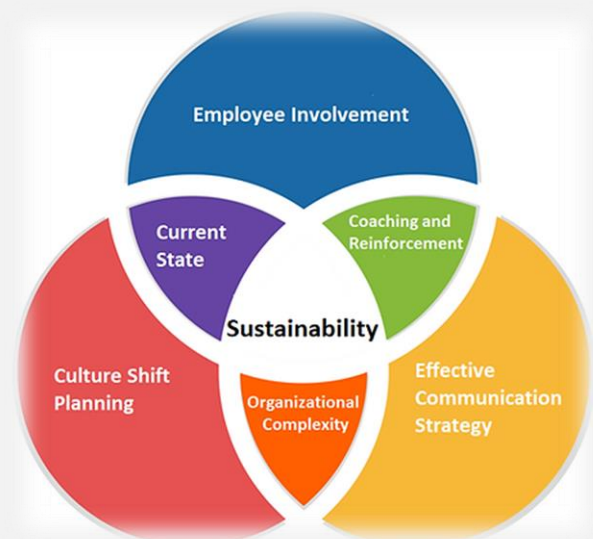 Employee Involvement
Current
State
Coaching and
Reinforcement
Sustainability
Culture Shift
Planning
Organizational
Complexity
Effective
Communication
Strategy